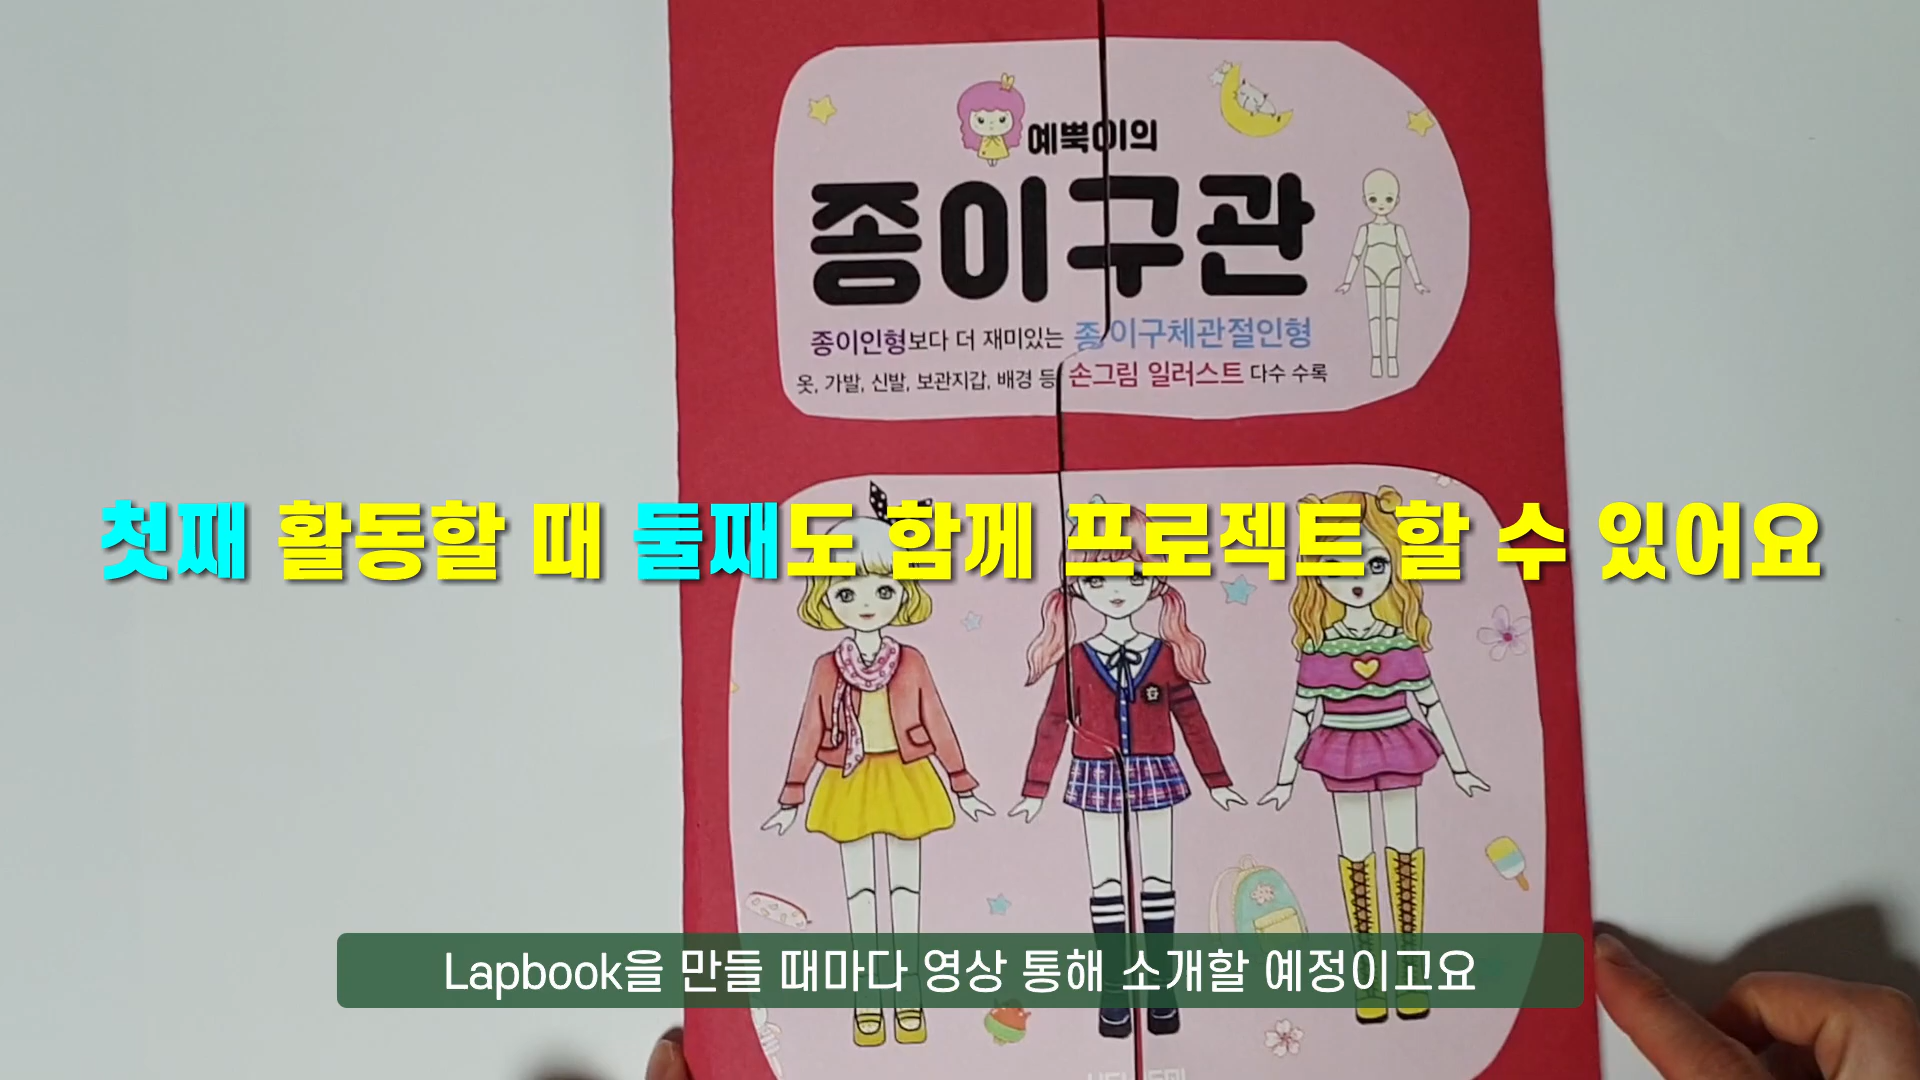 예뿍이의
종이구관
종이인형보다 더 재미있는 종이구체관절인형
옷, 가발, 신발, 보관지갑, 배경 등 손그림 일러스트 다수 수록
첫째 활동할 때 둘째도 함께 프로젝트 할 수 있어요
Lapbook을 만들 때마다 영상 통해 소개할 예정이고요